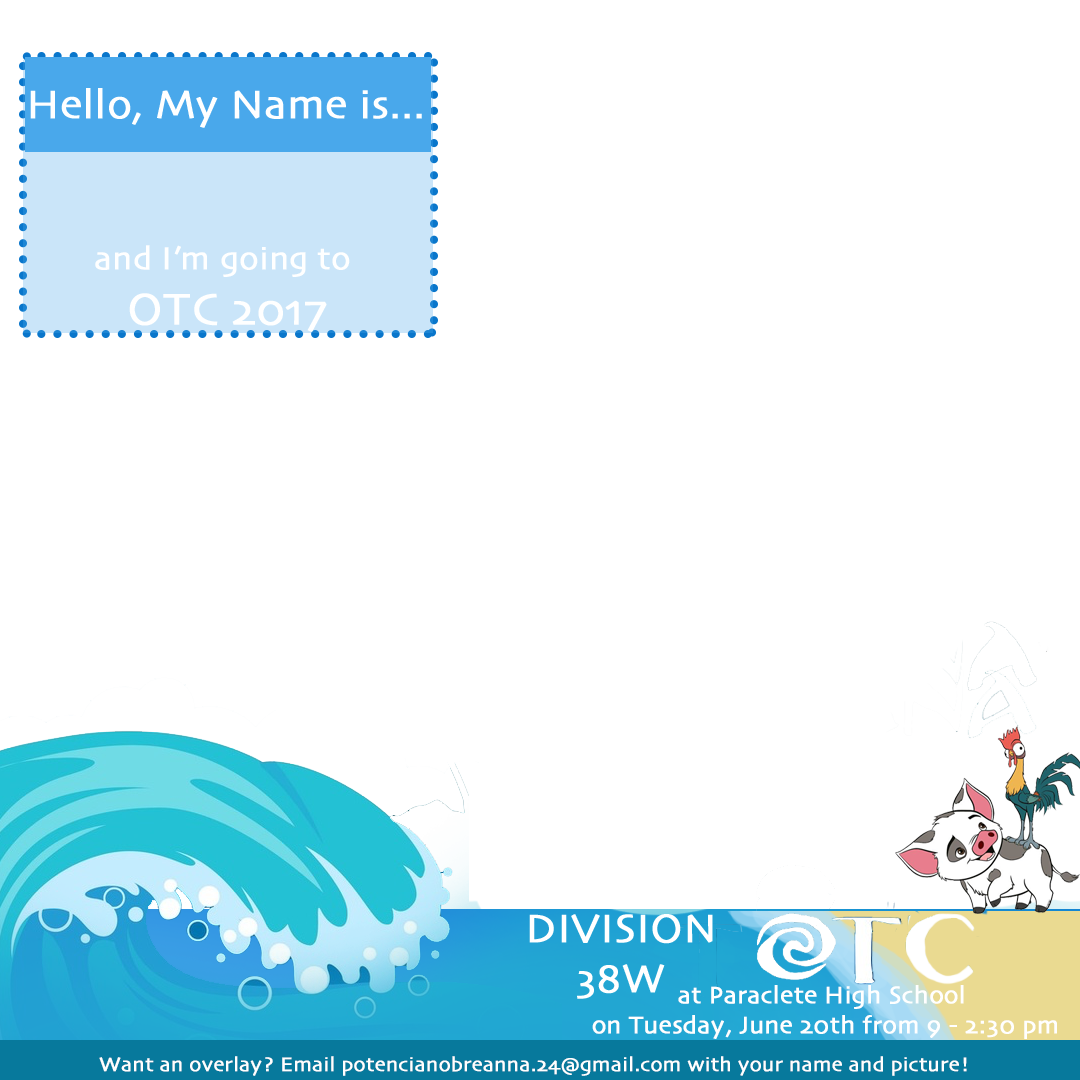 Hello, My Name is...
and I'm going to
OTC 2017
DIVISION
38W
OTC
at Paraclete High School
on Tuesday, June 20th from 9 - 2:30 pm
Want an overlay? Email potencianobreanna.24@gmail.com with your name and picture!